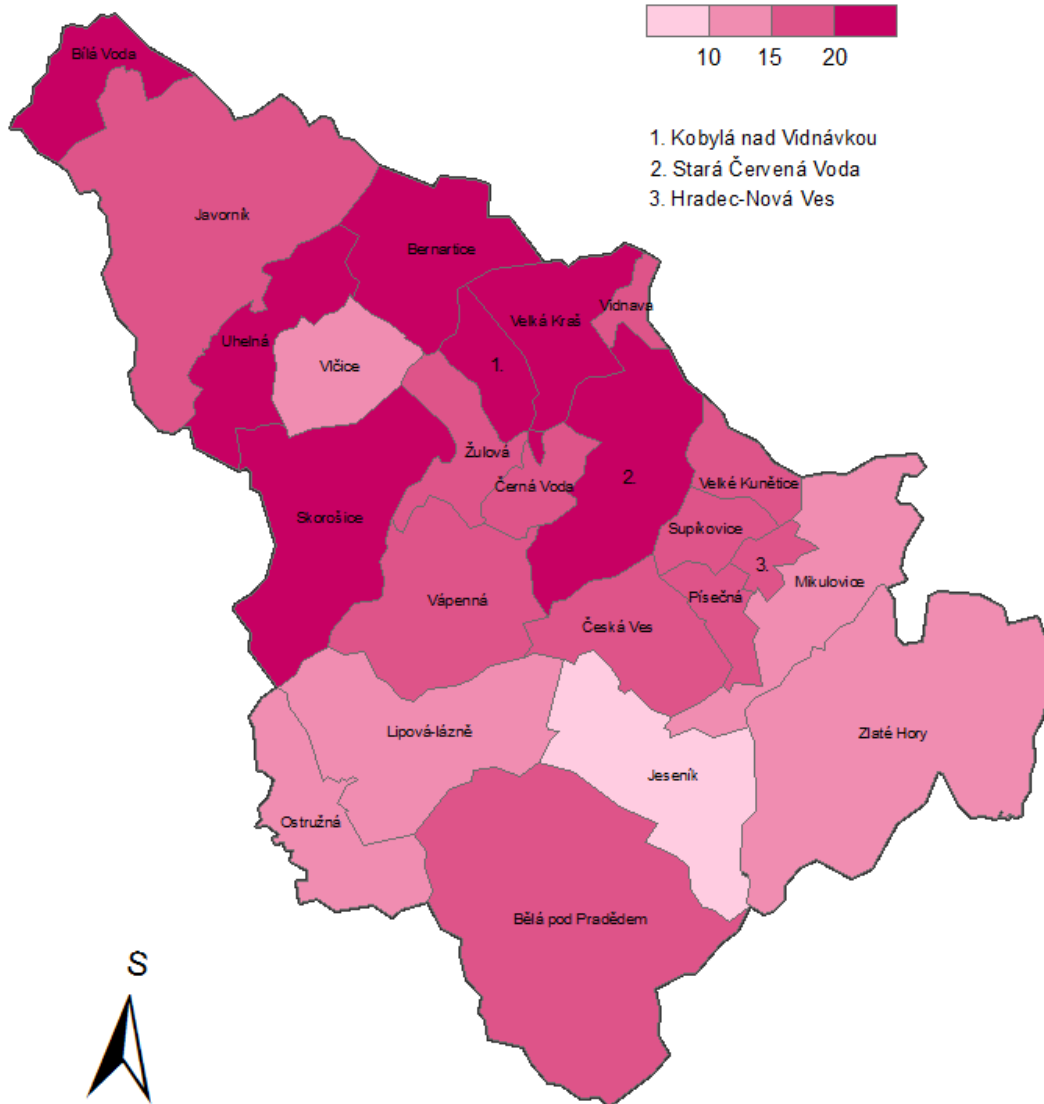 10 15 20
1. Kobylá nad Vidnávkou
2. Stará Červená Voda
3. Hradec-Nová Ves
Bílá Voda
Javorník
Bernartice
Vidnava
Velká Kraš
Uhelná
Vlčice
1.
Žulová
Černá Voda
2.
Velké Kunětice
Skorošice
Supíkovice
3.
Mikulovice
Vápenná
Písečná
Česká Ves
Lipová-lázně
Zlaté Hory
Jeseník
Ostružná
Bělá pod Pradědem
S